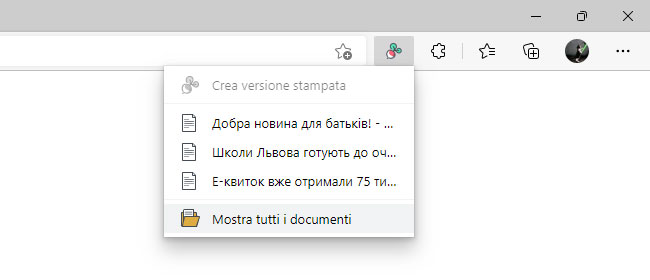 Crea versione stampata
Добра новина для батьків! - ...
Школи Львова готують до оч...
Е-квиток вже отримали 75 ти...
Mostra tutti i documenti